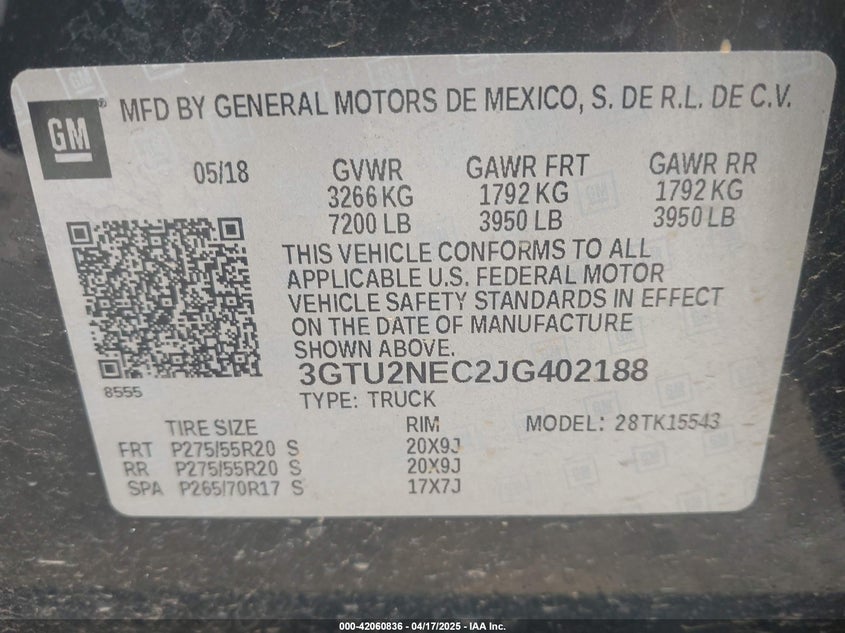 GM
MFD BY GENERAL MOTORS DE MEXICO, S. DE R.L. DE C.V.
05/18 GVWR GAWR FRT GAWR RR
3266 KG 1792 KG 1792 KG
7200 LB 3950 LB 3950 LB
THIS VEHICLE CONFORMS TO ALL
APPLICABLE U.S. FEDERAL MOTOR
VEHICLE SAFETY STANDARDS IN EFFECT
ON THE DATE OF MANUFACTURE
SHOWN ABOVE.
8555
3GTU2NEC2JG402188
TYPE: TRUCK
TIRE SIZE RIM MODEL: 28TK15543
FRT P275/55R20 S 20X9J
RR P275/55R20 S 20X9J
SPA P265/70R17 S 17X7J
000-42060836 - 04/17/2025 - IAA Inc.